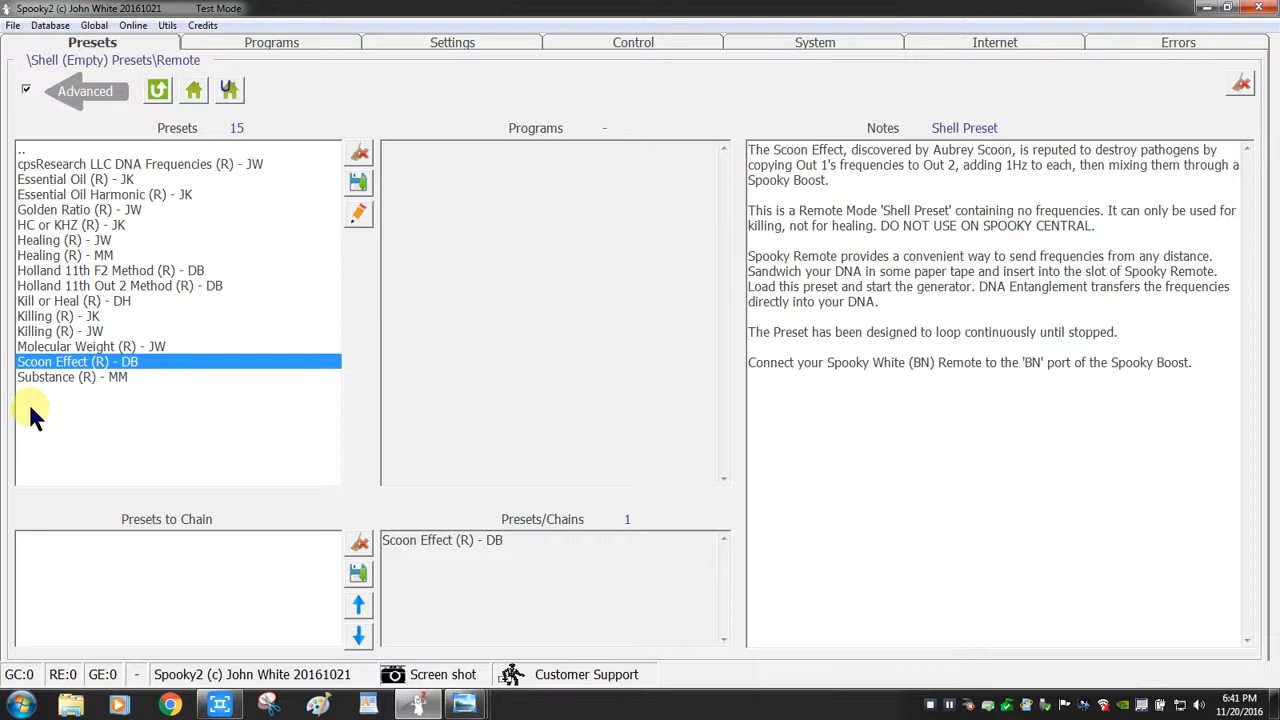 Spooky2 (c) John White 20161021 Test Mode
File Database Global Online Utils Credits
Presets Programs Settings Control System Internet Errors
\Shell (Empty) Presets\Remote
Advanced
Presets 15
..
cpsResearch LLC DNA Frequencies (R) - JW
Essential Oil (R) - JK
Essential Oil Harmonic (R) - JK
Golden Ratio (R) - JW
HC or KHZ (R) - JK
Healing (R) - JW
Healing (R) - MM
Holland 11th F2 Method (R) - DB
Holland 11th Out 2 Method (R) - DB
Kill or Heal (R) - DH
Killing (R) - JK
Killing (R) - JW
Molecular Weight (R) - JW
Scoon Effect (R) - DB
Substance (R) - MM
Programs -
Notes Shell Preset
The Scoon Effect, discovered by Aubrey Scoon, is reputed to destroy pathogens by
copying Out 1's frequencies to Out 2, adding 1Hz to each, then mixing them through a
Spooky Boost.
This is a Remote Mode 'Shell Preset' containing no frequencies. It can only be used for
killing, not for healing. DO NOT USE ON SPOOKY CENTRAL.
Spooky Remote provides a convenient way to send frequencies from any distance.
Sandwich your DNA in some paper tape and insert into the slot of Spooky Remote.
Load this preset and start the generator. DNA Entanglement transfers the frequencies
directly into your DNA.
The Preset has been designed to loop continuously until stopped.
Connect your Spooky White (BN) Remote to the 'BN' port of the Spooky Boost.
Presets to Chain
Presets/Chains 1
Scoon Effect (R) - DB
GC:0 RE:0 GE:0 - Spooky2 (c) John White 20161021 Screen shot Customer Support
6:41 PM
11/20/2016